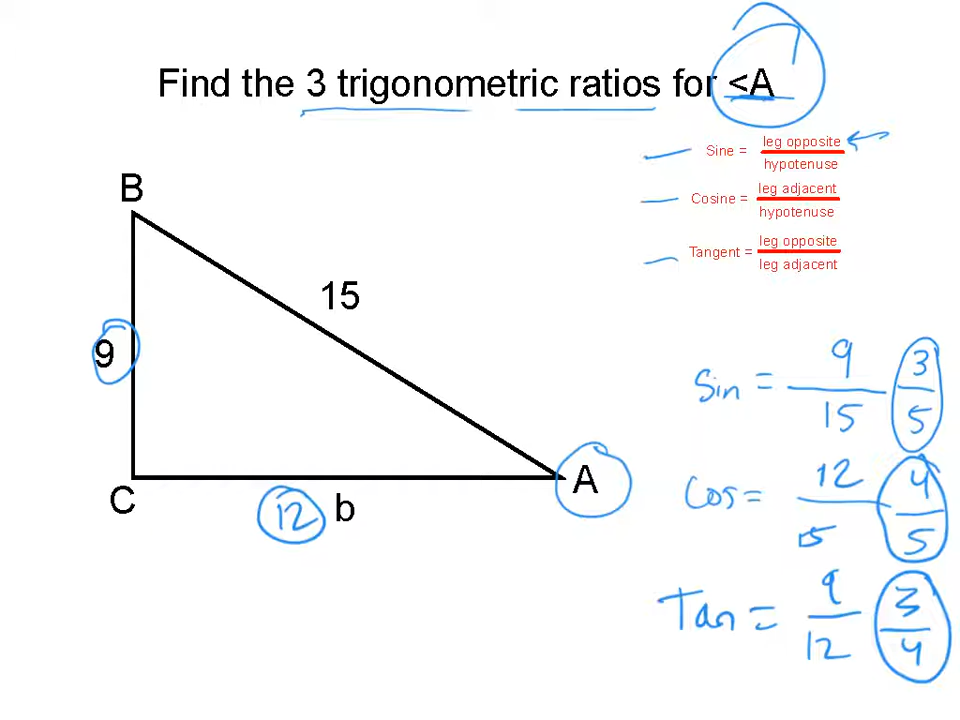 Find the 3 trigonometric ratios for <A
Sine = leg opposite
hypotenuse
Cosine = leg adjacent
hypotenuse
Tangent = leg opposite
leg adjacent
B
15
9
C
12 b
A
Sin = 9/15 3/5
Cos = 12/15 4/5
Tan = 9/12 3/4